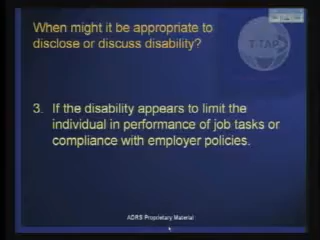 When might it be appropriate to
disclose or discuss disability?
T-TAP
3. If the disability appears to limit the
individual in performance of job tasks or
compliance with employer policies.
ADRS Proprietary Material